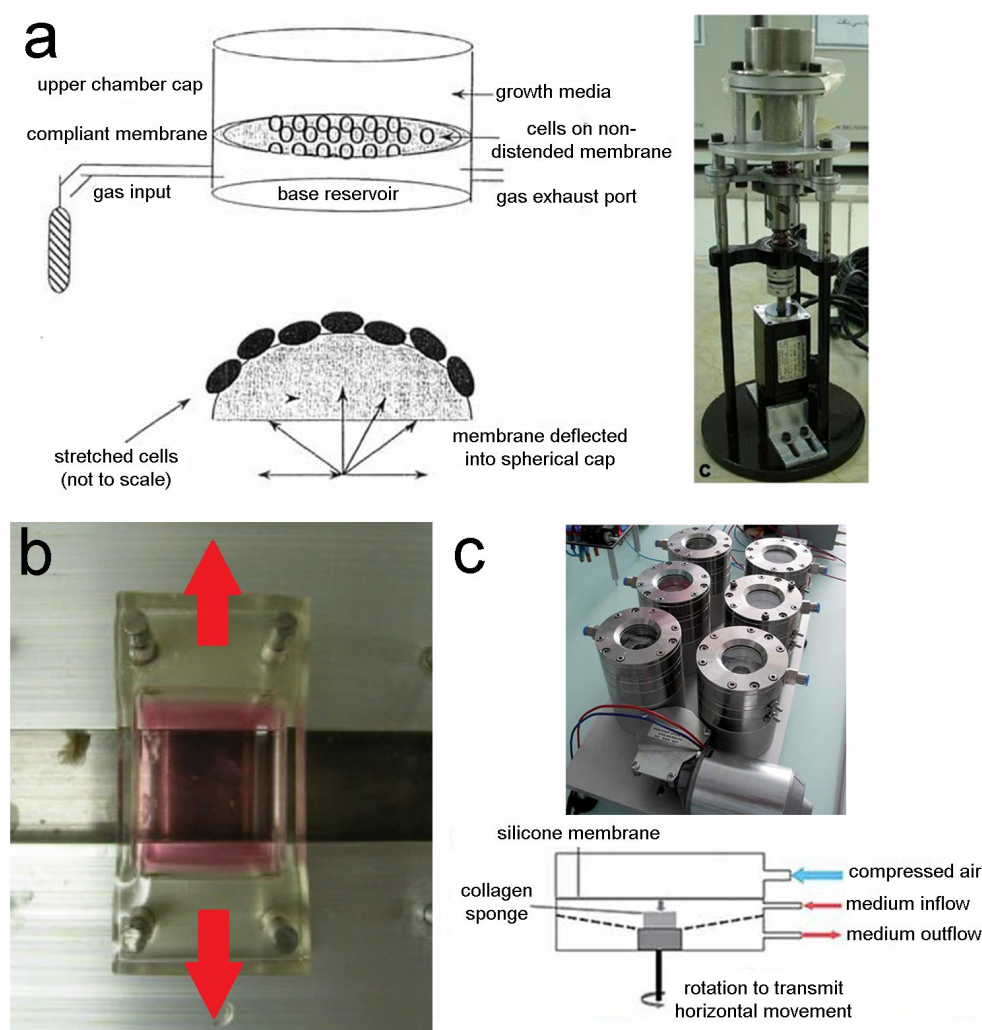 a
upper chamber cap
growth media
compliant membrane
cells on non-
distended membrane
gas input
base reservoir
gas exhaust port
stretched cells
(not to scale)
membrane deflected
into spherical cap
c
b
c
silicone membrane
collagen
sponge
compressed air
medium inflow
medium outflow
rotation to transmit
horizontal movement